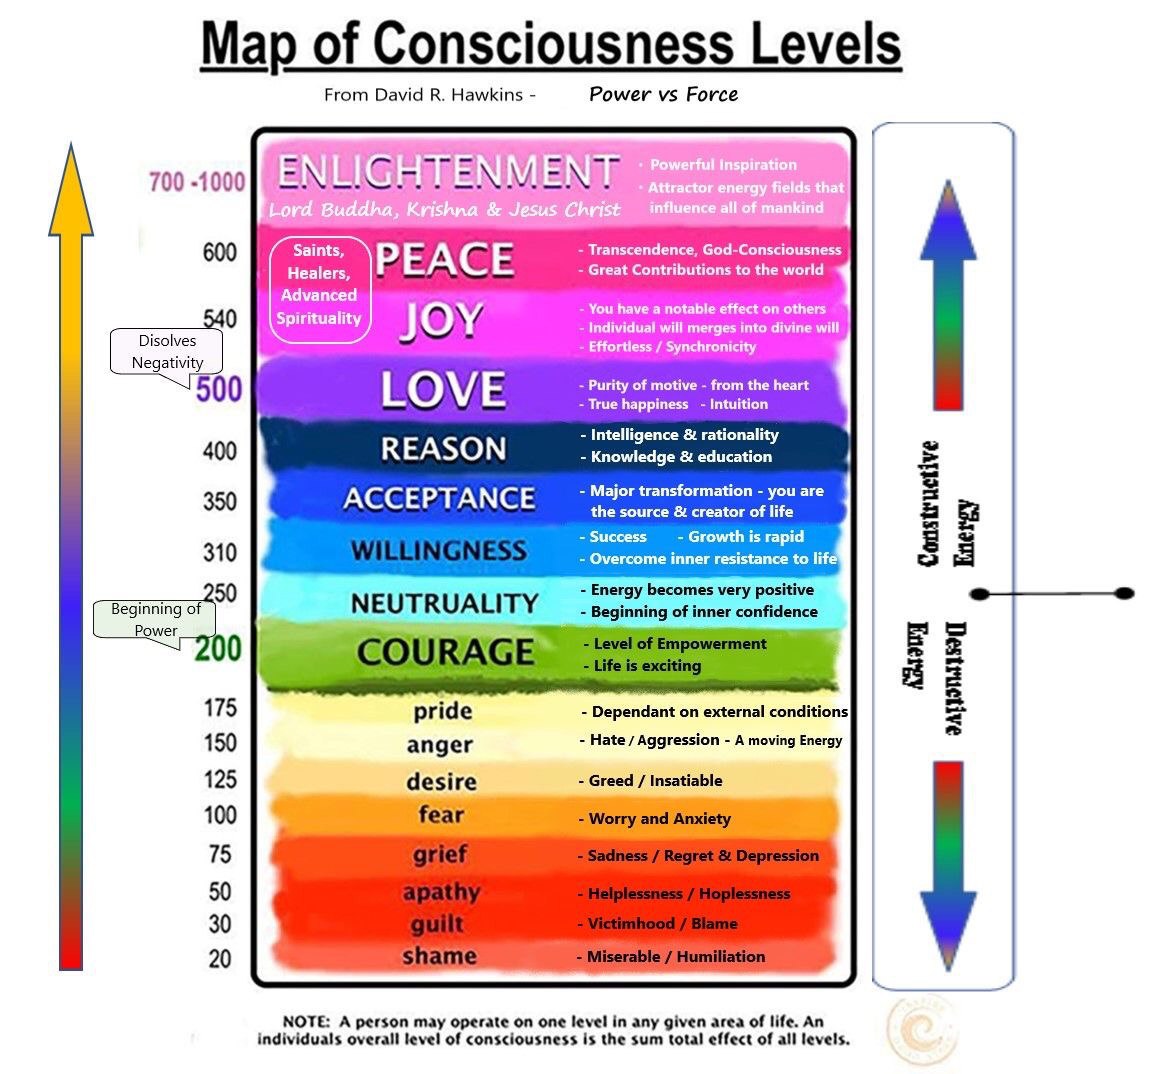 Map of Consciousness Levels
From David R. Hawkins - Power vs Force
700 -1000
ENLIGHTENMENT
Lord Buddha, Krishna & Jesus Christ
· Powerful Inspiration
· Attractor energy fields that
influence all of mankind
600
Saints,
Healers,
Advanced
Spirituality
PEACE
- Transcendence, God-Consciousness
- Great Contributions to the world
540
JOY
- You have a notable effect on others
- Individual will merges into divine will
- Effortless / Synchronicity
Disolves
Negativity
500
LOVE
- Purity of motive - from the heart
- True happiness - Intuition
400
REASON
- Intelligence & rationality
- Knowledge & education
350
ACCEPTANCE
- Major transformation - you are
the source & creator of life
310
WILLINGNESS
- Success - Growth is rapid
- Overcome inner resistance to life
250
NEUTRUALITY
- Energy becomes very positive
- Beginning of inner confidence
Beginning of
Power
200
COURAGE
- Level of Empowerment
- Life is exciting
175
pride
- Dependant on external conditions
150
anger
- Hate / Aggression - A moving Energy
125
desire
- Greed / Insatiable
100
fear
- Worry and Anxiety
75
grief
- Sadness / Regret & Depression
50
apathy
- Helplessness / Hoplessness
30
guilt
- Victimhood / Blame
20
shame
- Miserable / Humiliation
Constructive
Energy
Destructive
Energy
NOTE: A person may operate on one level in any given area of life. An
individuals overall level of consciousness is the sum total effect of all levels.